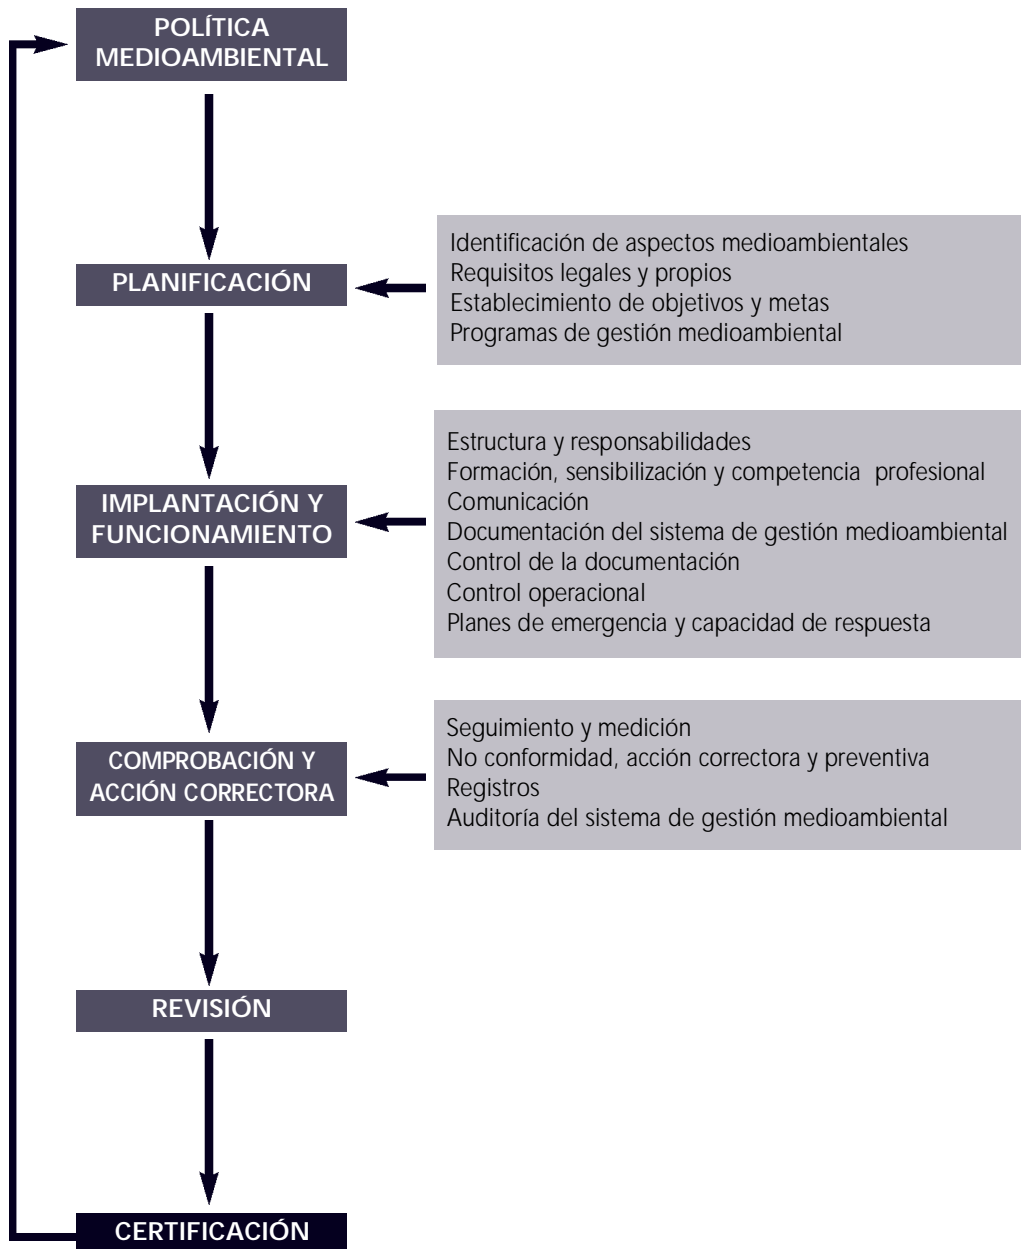 POLÍTICA
MEDIOAMBIENTAL
PLANIFICACIÓN
Identificación de aspectos medioambientales
Requisitos legales y propios
Establecimiento de objetivos y metas
Programas de gestión medioambiental
IMPLANTACIÓN Y
FUNCIONAMIENTO
Estructura y responsabilidades
Formación, sensibilización y competencia profesional
Comunicación
Documentación del sistema de gestión medioambiental
Control de la documentación
Control operacional
Planes de emergencia y capacidad de respuesta
COMPROBACIÓN Y
ACCIÓN CORRECTORA
Seguimiento y medición
No conformidad, acción correctora y preventiva
Registros
Auditoría del sistema de gestión medioambiental
REVISIÓN
CERTIFICACIÓN